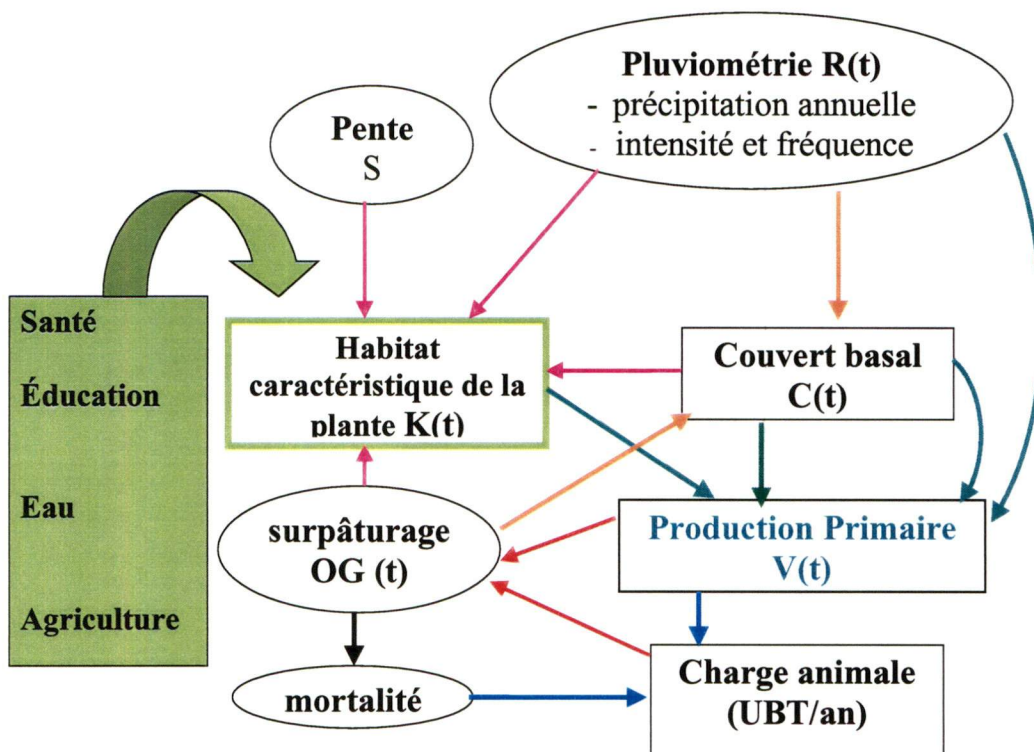 Pluviométrie R(t)
- précipitation annuelle
- intensité et fréquence
Pente
S
Santé
Éducation
Eau
Agriculture
Habitat
caractéristique de la
plante K(t)
Couvert basal
C(t)
surpâturage
OG (t)
Production Primaire
V(t)
mortalité
Charge animale
(UBT/an)